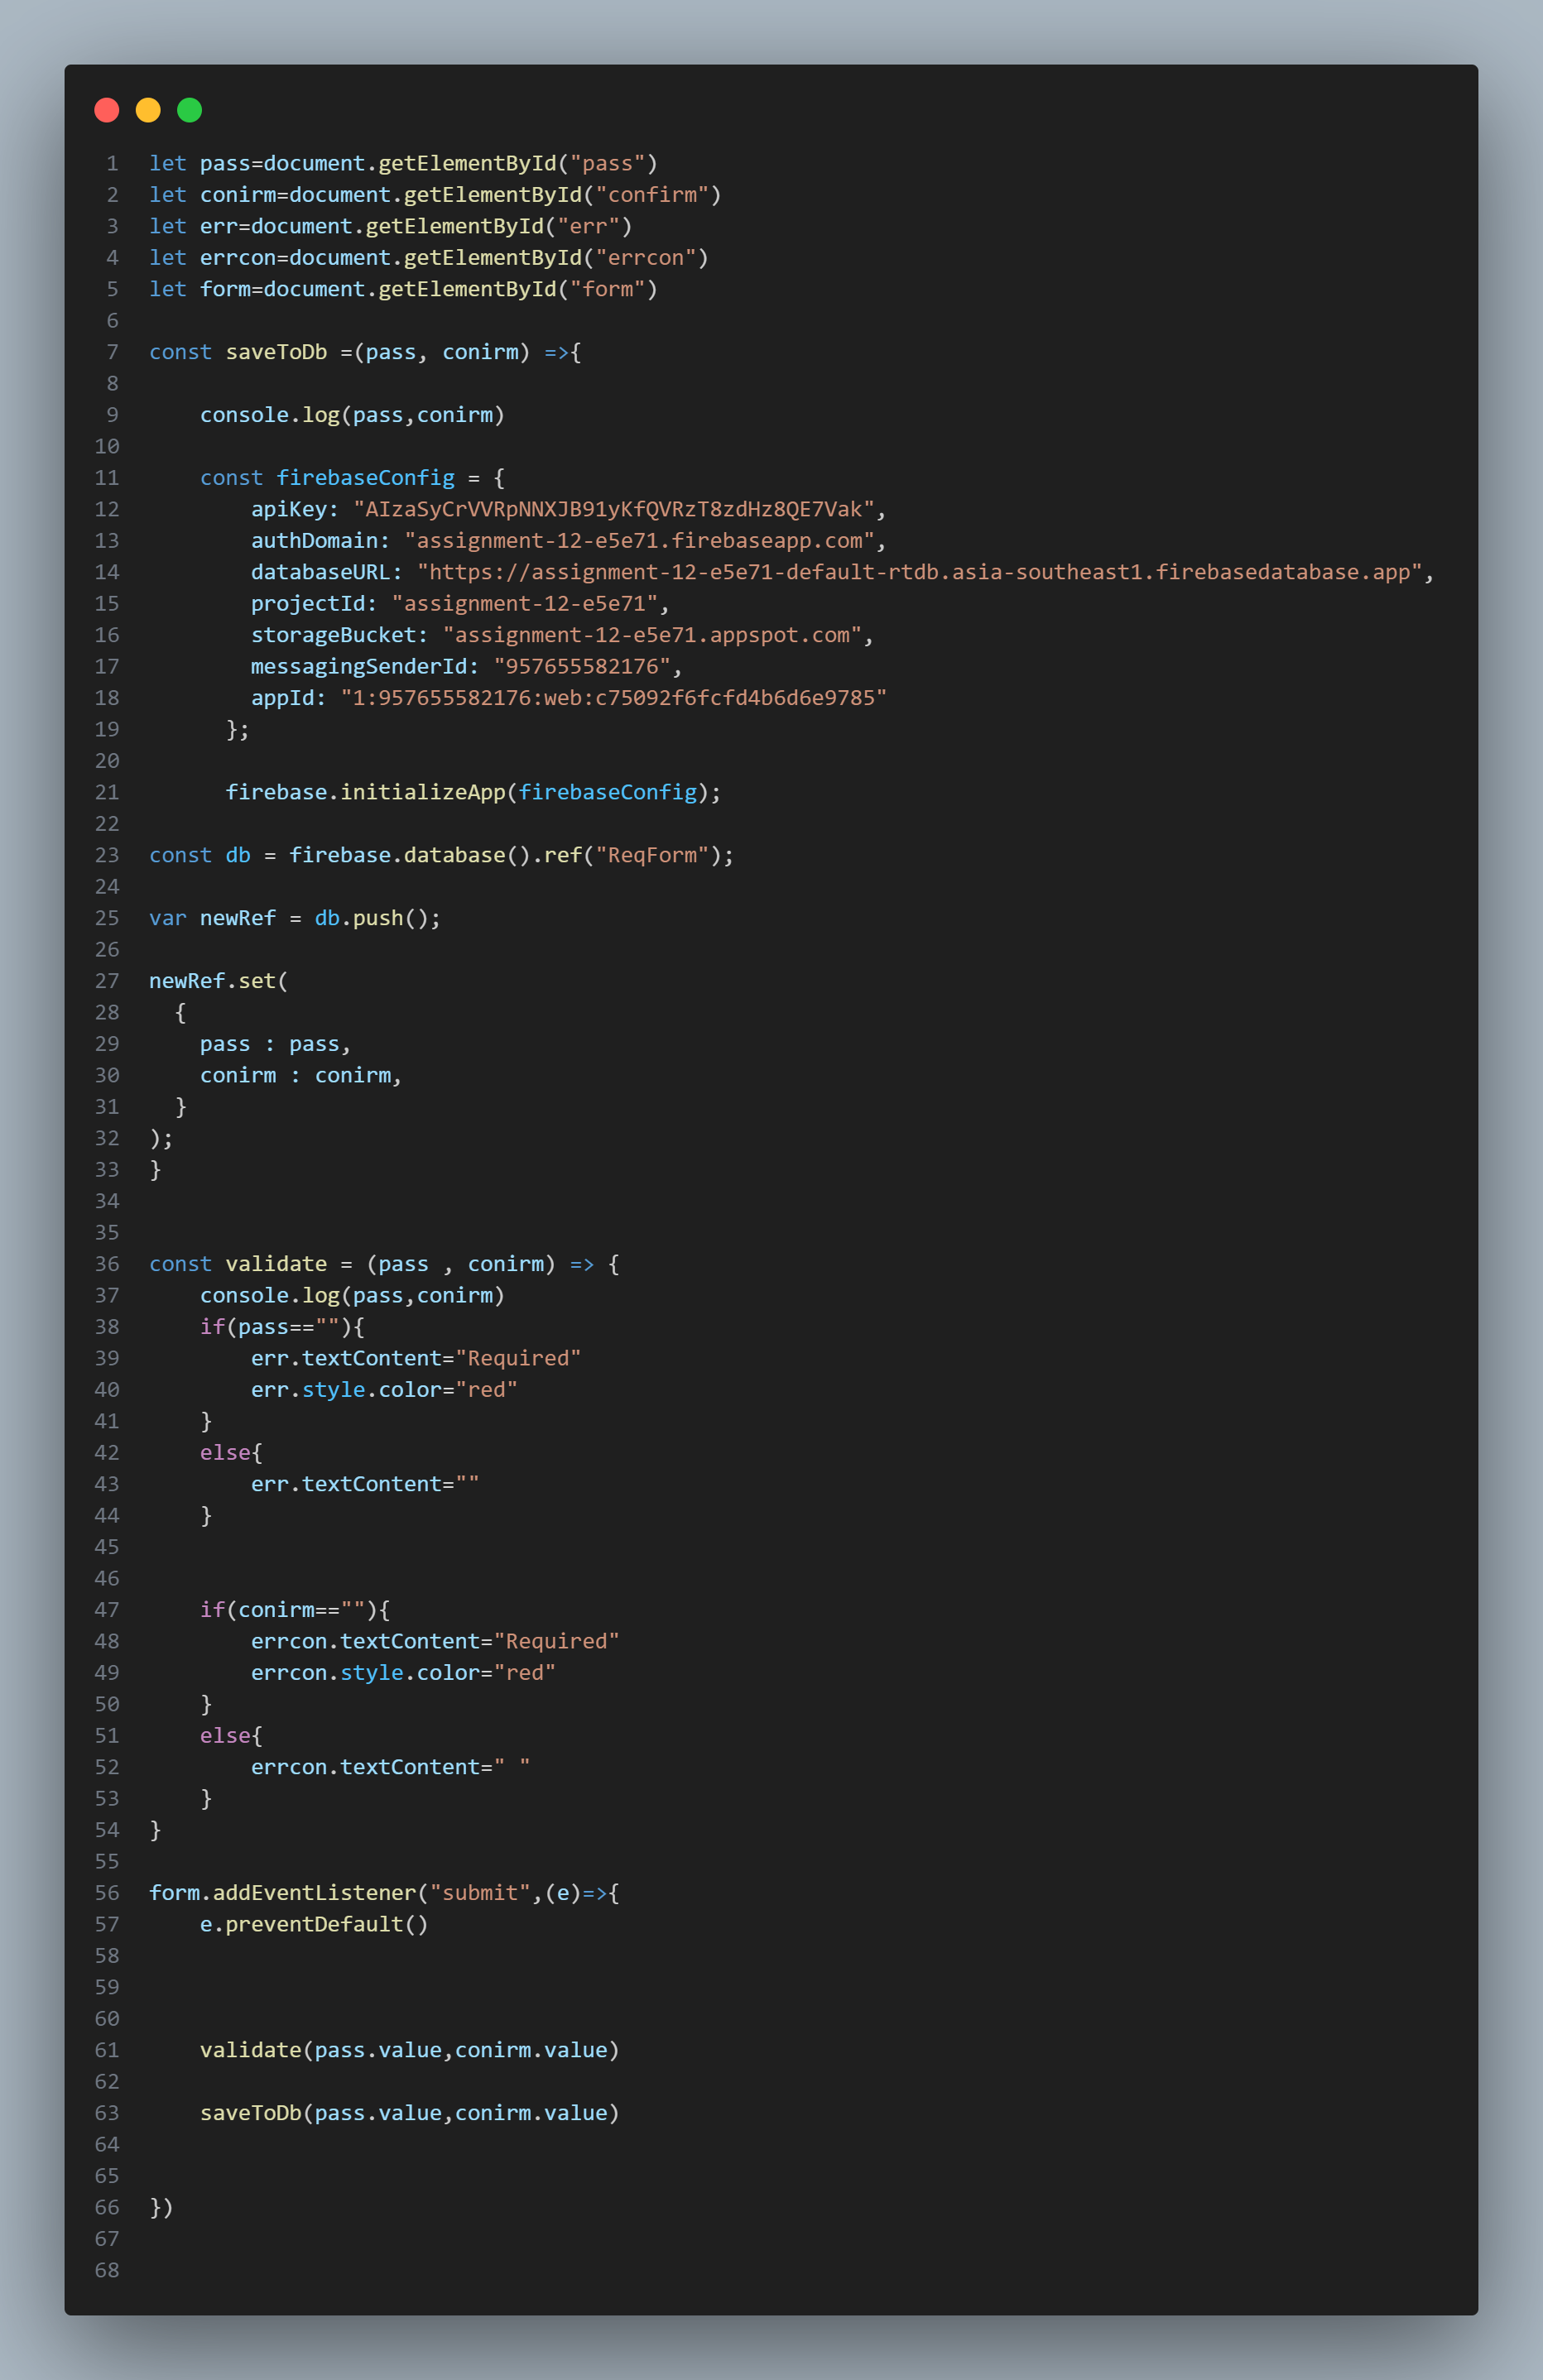 1 let pass=document.getElementById("pass")
2 let conirm=document.getElementById("confirm")
3 let err=document.getElementById("err")
4 let errcon=document.getElementById("errcon")
5 let form=document.getElementById("form")
6
7 const saveToDb =(pass, conirm) =>{
8
9     console.log(pass,conirm)
10
11     const firebaseConfig = {
12         apiKey: "AIzaSyCrVVRpNNXJB91yKfQVRzT8zdHz8QE7Vak",
13         authDomain: "assignment-12-e5e71.firebaseapp.com",
14         databaseURL: "https://assignment-12-e5e71-default-rtdb.asia-southeast1.firebasedatabase.app",
15         projectId: "assignment-12-e5e71",
16         storageBucket: "assignment-12-e5e71.appspot.com",
17         messagingSenderId: "957655582176",
18         appId: "1:957655582176:web:c75092f6fcfd4b6d6e9785"
19       };
20
21       firebase.initializeApp(firebaseConfig);
22
23 const db = firebase.database().ref("ReqForm");
24
25 var newRef = db.push();
26
27 newRef.set(
28   {
29     pass : pass,
30     conirm : conirm,
31   }
32 );
33 }
34
35
36 const validate = (pass , conirm) => {
37     console.log(pass,conirm)
38     if(pass==""){
39         err.textContent="Required"
40         err.style.color="red"
41     }
42     else{
43         err.textContent=""
44     }
45
46
47     if(conirm==""){
48         errcon.textContent="Required"
49         errcon.style.color="red"
50     }
51     else{
52         errcon.textContent=" "
53     }
54 }
55
56 form.addEventListener("submit",(e)=>{
57     e.preventDefault()
58
59
60
61     validate(pass.value,conirm.value)
62
63     saveToDb(pass.value,conirm.value)
64
65
66 })
67
68